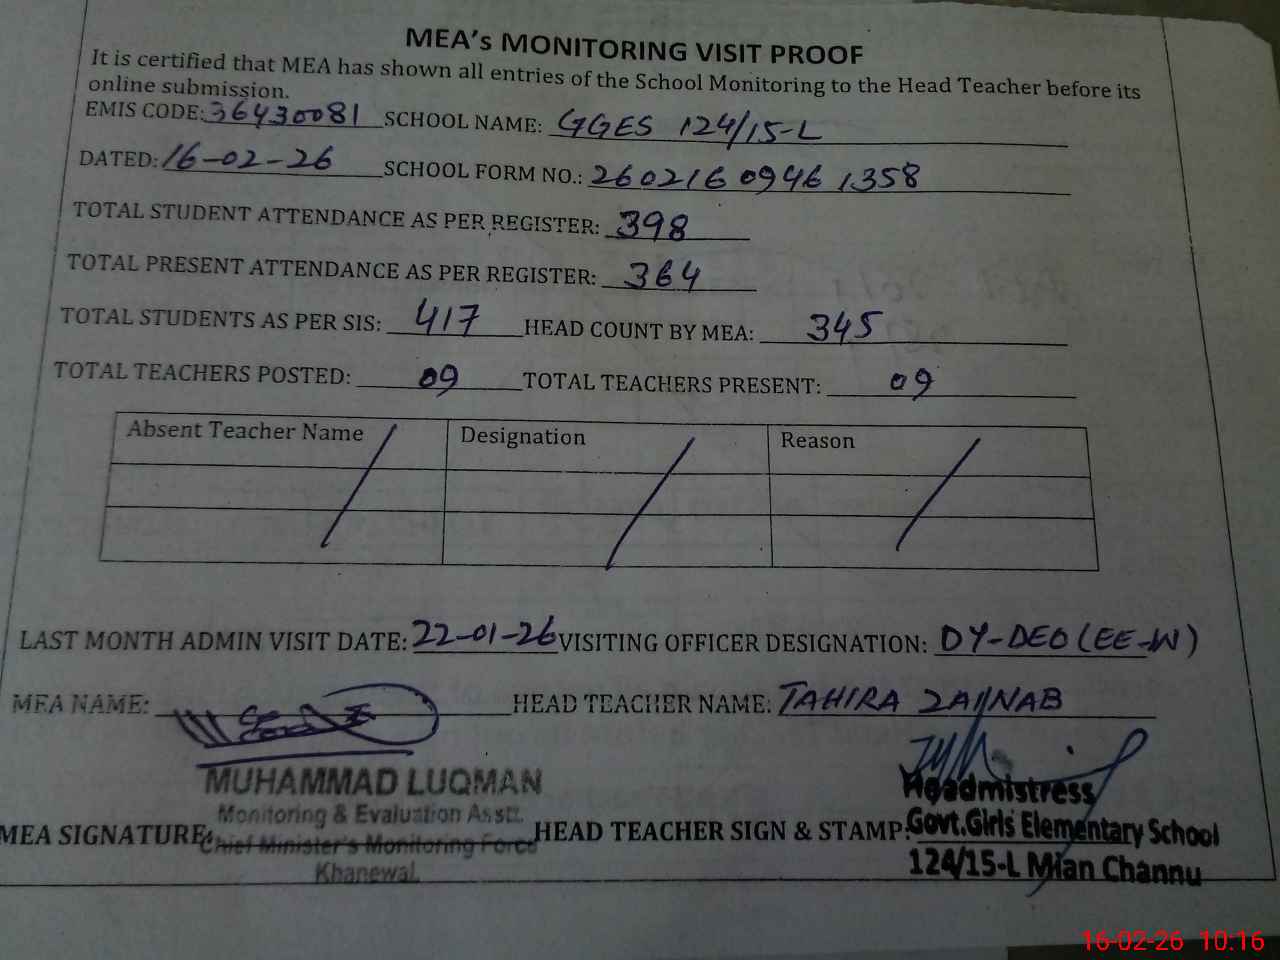 MEA's MONITORING VISIT PROOF
It is certified that MEA has shown all entries of the School Monitoring to the Head Teacher before its
online submission.
EMIS CODE: 36430081 SCHOOL NAME: GGES 124/15-L
DATED: 16-02-26 SCHOOL FORM NO.: 2602160946 1358
TOTAL STUDENT ATTENDANCE AS PER REGISTER: 398
TOTAL PRESENT ATTENDANCE AS PER REGISTER: 364
TOTAL STUDENTS AS PER SIS: 417 HEAD COUNT BY MEA: 345
TOTAL TEACHERS POSTED: 09 TOTAL TEACHERS PRESENT: 09
Absent Teacher Name Designation Reason
LAST MONTH ADMIN VISIT DATE: 22-01-26 VISITING OFFICER DESIGNATION: DY-DEO (EE-W)
MEA NAME: HEAD TEACHER NAME: TAHIRA ZAINAB
MUHAMMAD LUQMAN
Monitoring & Evaluation Asstt.
MEA SIGNATURE: Chief Minister's Monitoring Force
Khanewal.
HEAD TEACHER SIGN & STAMP:
Headmistress
Govt.Girls Elementary School
124/15-L Mian Channu
16-02-26 10:16